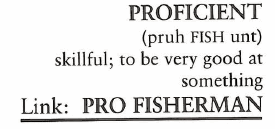 PROFICIENT
(pruh FISH unt)
skillful; to be very good at
something
Link: PRO FISHERMAN